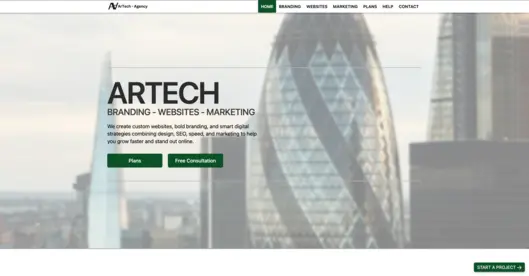 ArTech - Agency
HOME BRANDING WEBSITES MARKETING PLANS HELP CONTACT
ARTECH
BRANDING - WEBSITES - MARKETING
We create custom websites, bold branding, and smart digital
strategies combining design, SEO, speed, and marketing to help
you grow faster and stand out online.
Plans Free Consultation
START A PROJECT →